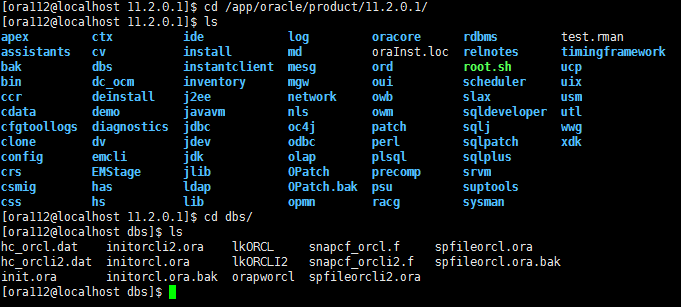 [ora112@localhost 11.2.0.1]$ cd /app/oracle/product/11.2.0.1/
[ora112@localhost 11.2.0.1]$ ls
apex ctx ide log oracore rdbms test.rman
assistants cv install md oraInst.loc relnotes timingframework
bak dbs instantclient mesg ord root.sh ucp
bin dc_ocm inventory mgw oui scheduler uix
ccr deinstall j2ee network owb slax usm
cdata demo javavm nls owm sqldeveloper utl
cfgtoollogs diagnostics jdbc oc4j patch sqlj wwg
clone dv jdev odbc perl sqlpatch xdk
config emcli jdk olap plsql sqlplus
crs EMStage jlib OPatch precomp srvm
csmig has ldap OPatch.bak psu suptools
css hs lib opmn racg sysman
[ora112@localhost 11.2.0.1]$ cd dbs/
[ora112@localhost dbs]$ ls
hc_orcl.dat initorcli2.ora lkORCL snapcf_orcl.f spfileorcl.ora
hc_orcli2.dat initorcl.ora lkORCLI2 snapcf_orcli2.f spfileorcl.ora.bak
init.ora initorcl.ora.bak orapworcl spfileorcli2.ora
[ora112@localhost dbs]$